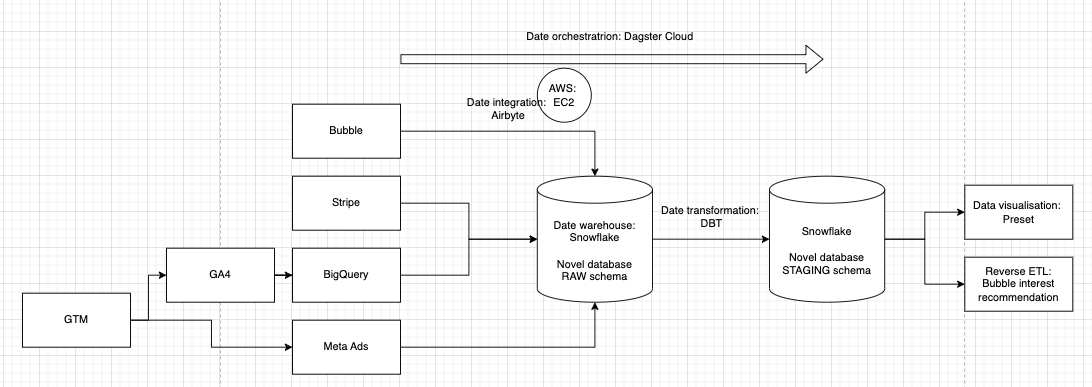 Date orchestratrion: Dagster Cloud
AWS:
EC2
Date integration:
Airbyte
Bubble
Stripe
GA4
BigQuery
GTM
Meta Ads
Date warehouse:
Snowflake
Novel database
RAW schema
Date transformation:
DBT
Snowflake
Novel database
STAGING schema
Data visualisation:
Preset
Reverse ETL:
Bubble interest
recommendation